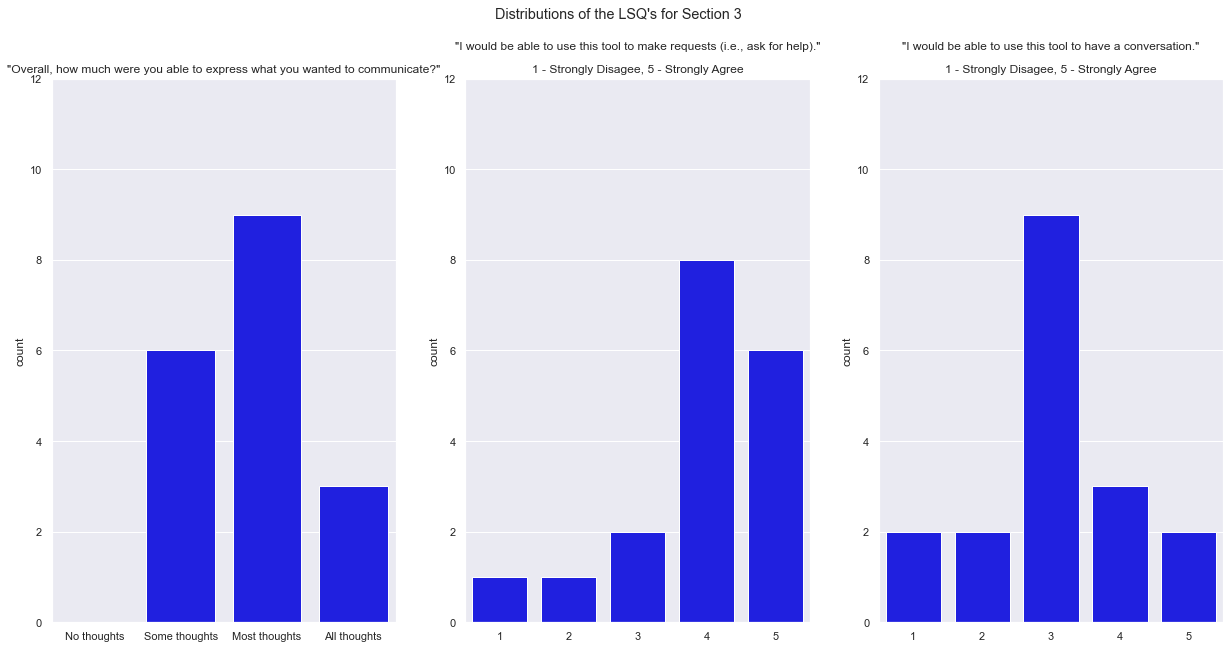 Distributions of the LSQ's for Section 3
"Overall, how much were you able to express what you wanted to communicate?"
12
10
8
6
4
2
0
count
No thoughts Some thoughts Most thoughts All thoughts
"I would be able to use this tool to make requests (i.e., ask for help)."
1 - Strongly Disagee, 5 - Strongly Agree
12
10
8
6
4
2
0
count
1 2 3 4 5
"I would be able to use this tool to have a conversation."
1 - Strongly Disagee, 5 - Strongly Agree
12
10
8
6
4
2
0
count
1 2 3 4 5